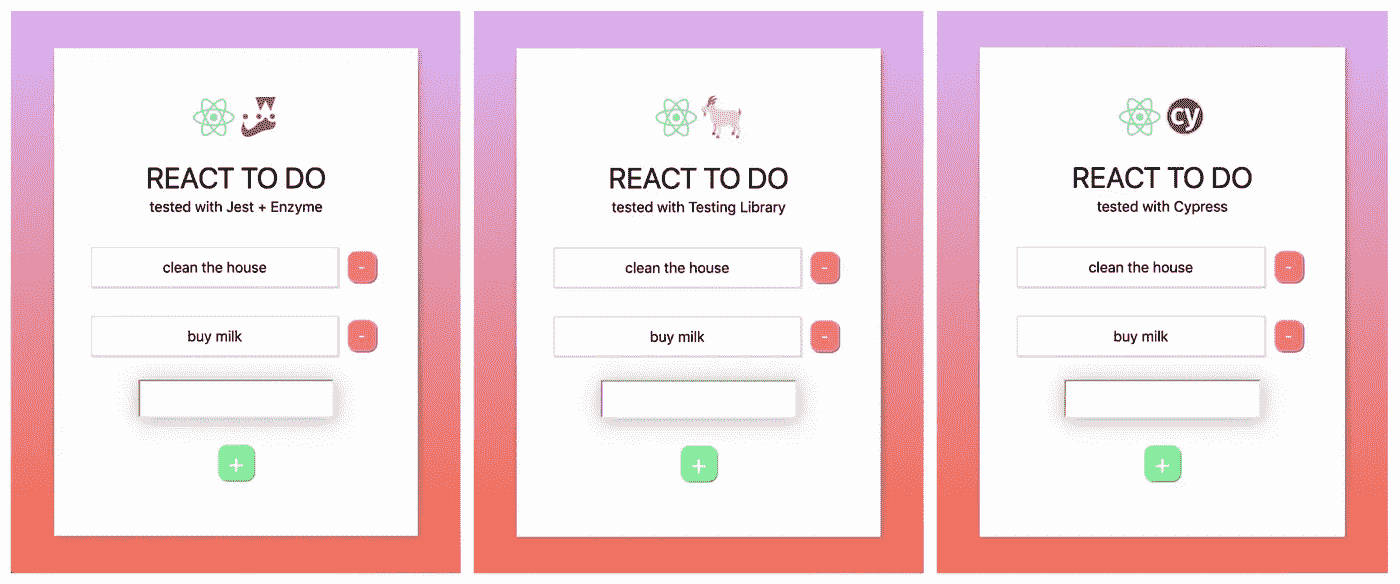 REACT TO DO
tested with Jest + Enzyme
clean the house
-
buy milk
-
+
REACT TO DO
tested with Testing Library
clean the house
-
buy milk
-
+
cy
REACT TO DO
tested with Cypress
clean the house
-
buy milk
-
+